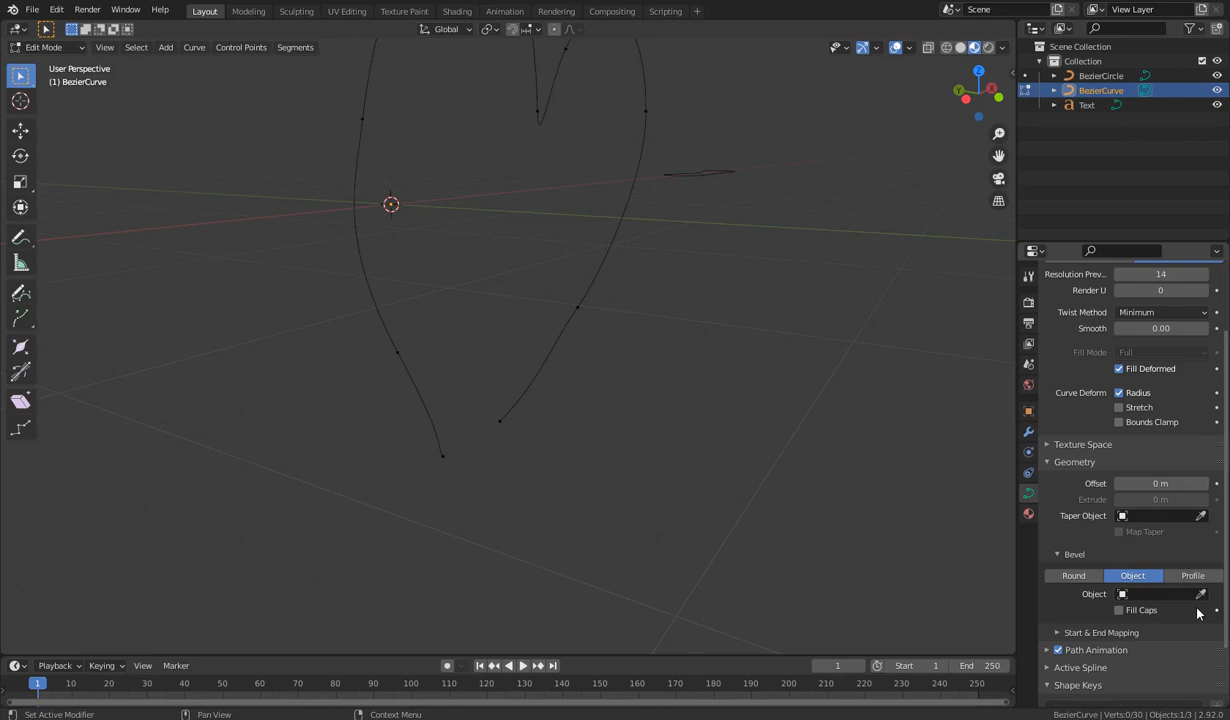 File Edit Render Window Help Layout Modeling Sculpting UV Editing Texture Paint Shading Animation Rendering Compositing Scripting + Scene View Layer
Global
Edit Mode View Select Add Curve Control Points Segments
User Perspective
(1) BezierCurve
Z
Y
X
Scene Collection
Collection
BezierCircle
BezierCurve
Text
Resolution Prev... 14
Render U 0
Twist Method Minimum
Smooth 0.00
Fill Mode Full
Fill Deformed
Curve Deform Radius
Stretch
Bounds Clamp
Texture Space
Geometry
Offset 0 m
Extrude 0 m
Taper Object
Map Taper
Bevel
Round Object Profile
Object
Fill Caps
Start & End Mapping
Path Animation
Active Spline
Shape Keys
Playback Keying View Marker 1 Start 1 End 250
1 10 20 30 40 50 60 70 80 90 100 110 120 130 140 150 160 170 180 190 200 210 220 230 240 250
Set Active Modifier Pan View Context Menu BezierCurve | Verts:0/30 | Objects:1/3 | 2.92.0